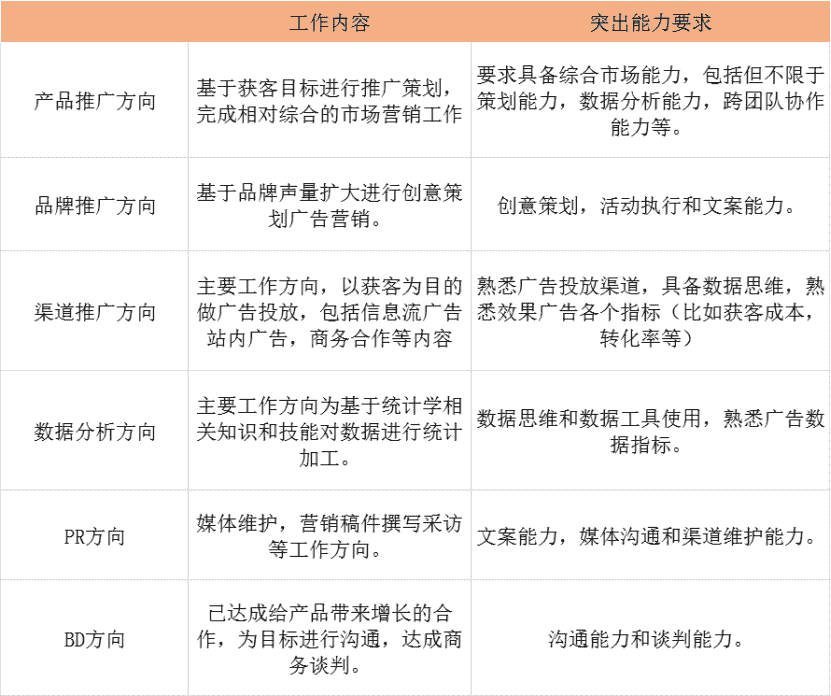 工作内容
突出能力要求
产品推广方向
基于获客目标进行推广策划，
完成相对综合的市场营销工作
要求具备综合市场能力，包括但不限于
策划能力，数据分析能力，跨团队协作
能力等。
品牌推广方向
基于品牌声量扩大进行创意策
划广告营销。
创意策划，活动执行和文案能力。
渠道推广方向
主要工作方向，以获客为目的
做广告投放，包括信息流广告
站内广告，商务合作等内容
熟悉广告投放渠道，具备数据思维，熟
悉效果广告各个指标（比如获客成本，
转化率等）
数据分析方向
主要工作方向为基于统计学相
关知识和技能对数据进行统计
加工。
数据思维和数据工具使用，熟悉广告数
据指标。
PR方向
媒体维护，营销稿件撰写采访
等工作方向。
文案能力，媒体沟通和渠道维护能力。
BD方向
已达成给产品带来增长的合
作，为目标进行沟通，达成商
务谈判。
沟通能力和谈判能力。